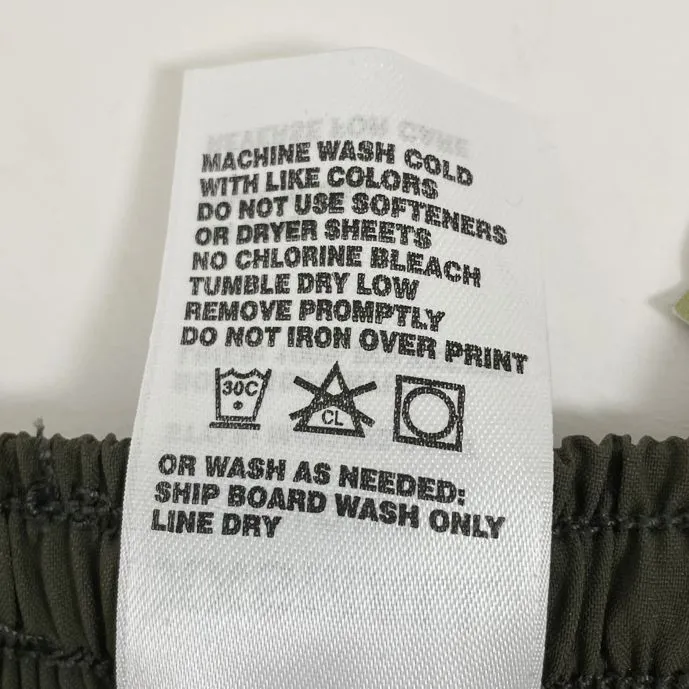 MACHINE WASH COLD
WITH LIKE COLORS
DO NOT USE SOFTENERS
OR DRYER SHEETS
NO CHLORINE BLEACH
TUMBLE DRY LOW
REMOVE PROMPTLY
DO NOT IRON OVER PRINT
30C CL
OR WASH AS NEEDED:
SHIP BOARD WASH ONLY
LINE DRY